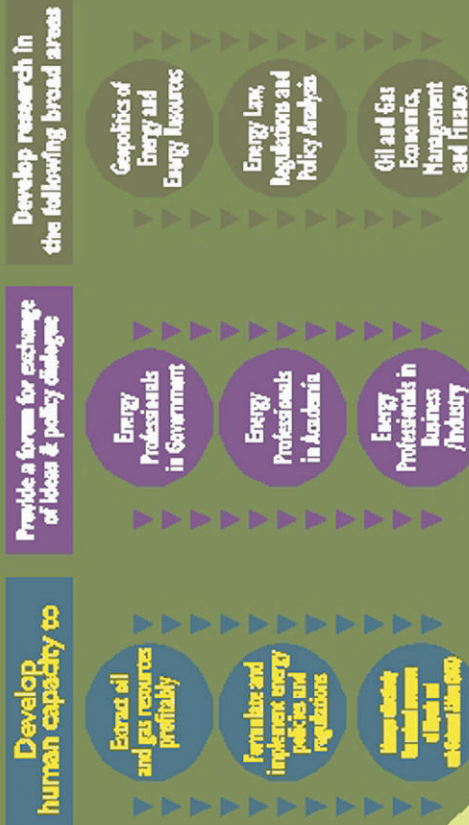 Develop
human capacity to
Extract oil
and gas resources
profitably
Formulate and
implement energy
policies and
regulations
Provide a forum for exchange
of ideas & policy dialogue
Energy
Professionals
in Government
Energy
Professionals
in Academia
Energy
Professionals in
Business
/Industry
Develop research in
the following broad areas
Geopolitics of
Energy and
Energy Resources
Energy Law,
Regulations and
Policy Analysis
Oil and Gas
Economics,
Management
and Finance